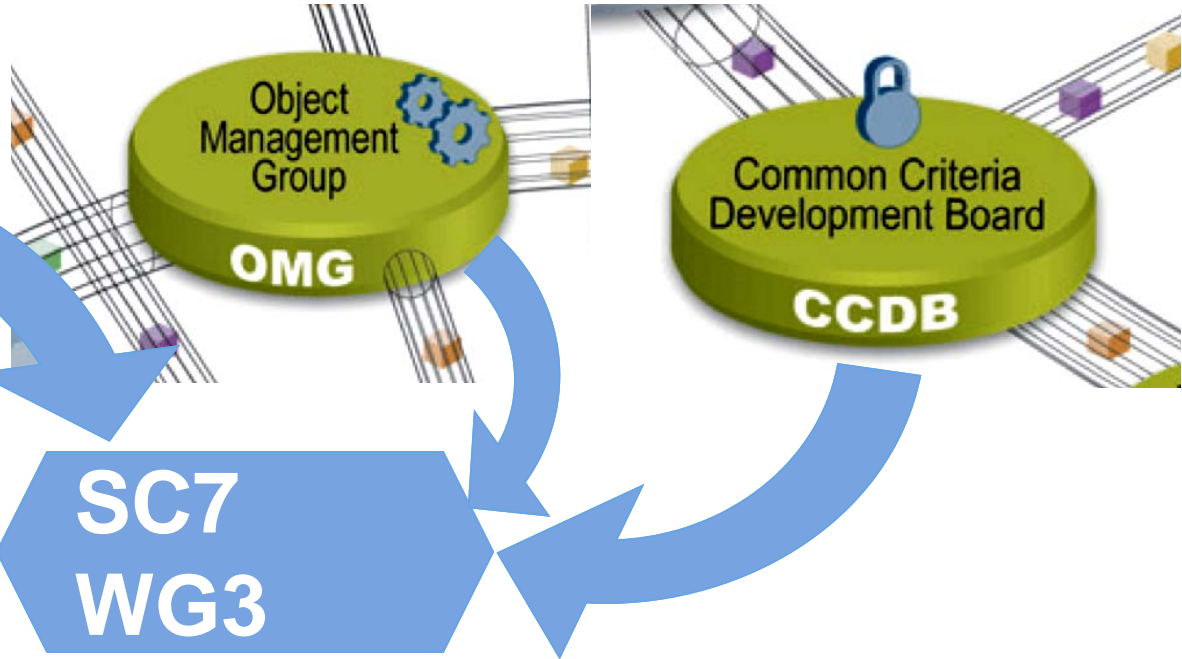 Object
Management
Group
OMG
Common Criteria
Development Board
CCDB
SC7
WG3